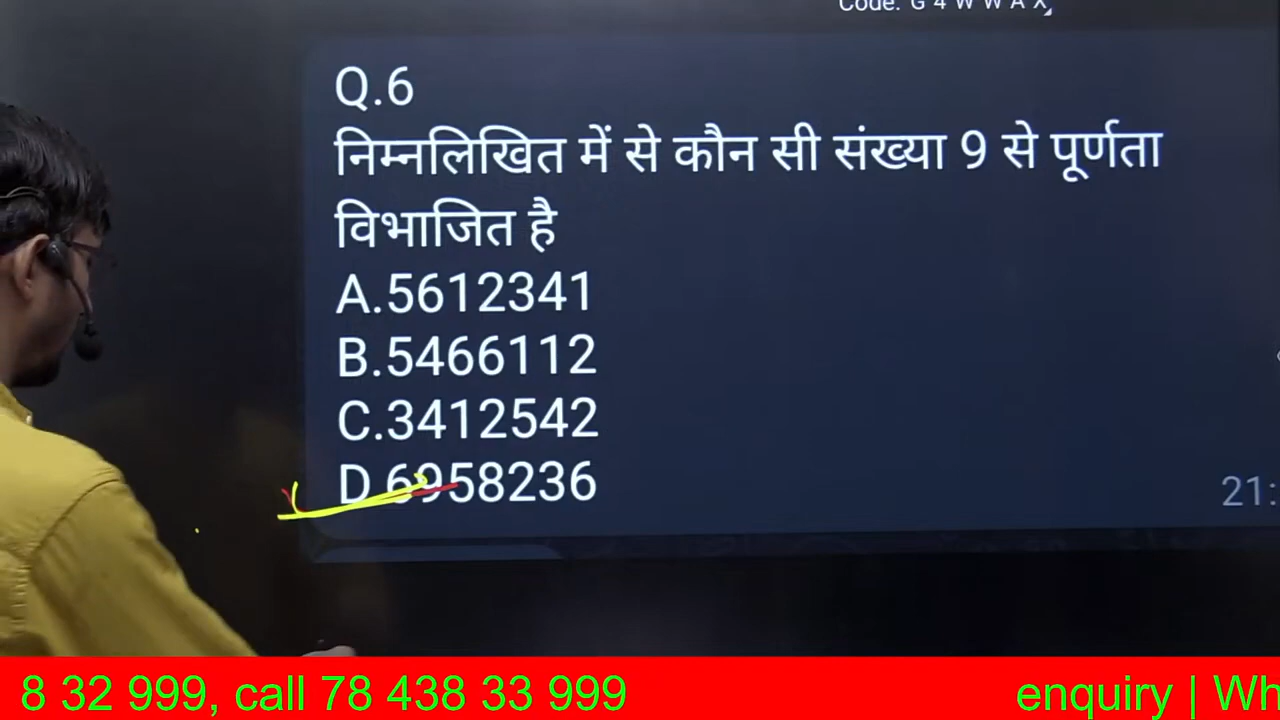 Code: G 4 W W A X
Q.6
निम्नलिखित में से कौन सी संख्या 9 से पूर्णता
विभाजित है
A.5612341
B.5466112
C.3412542
D 6958236
21:
8 32 999, call 78 438 33 999
enquiry | Wh